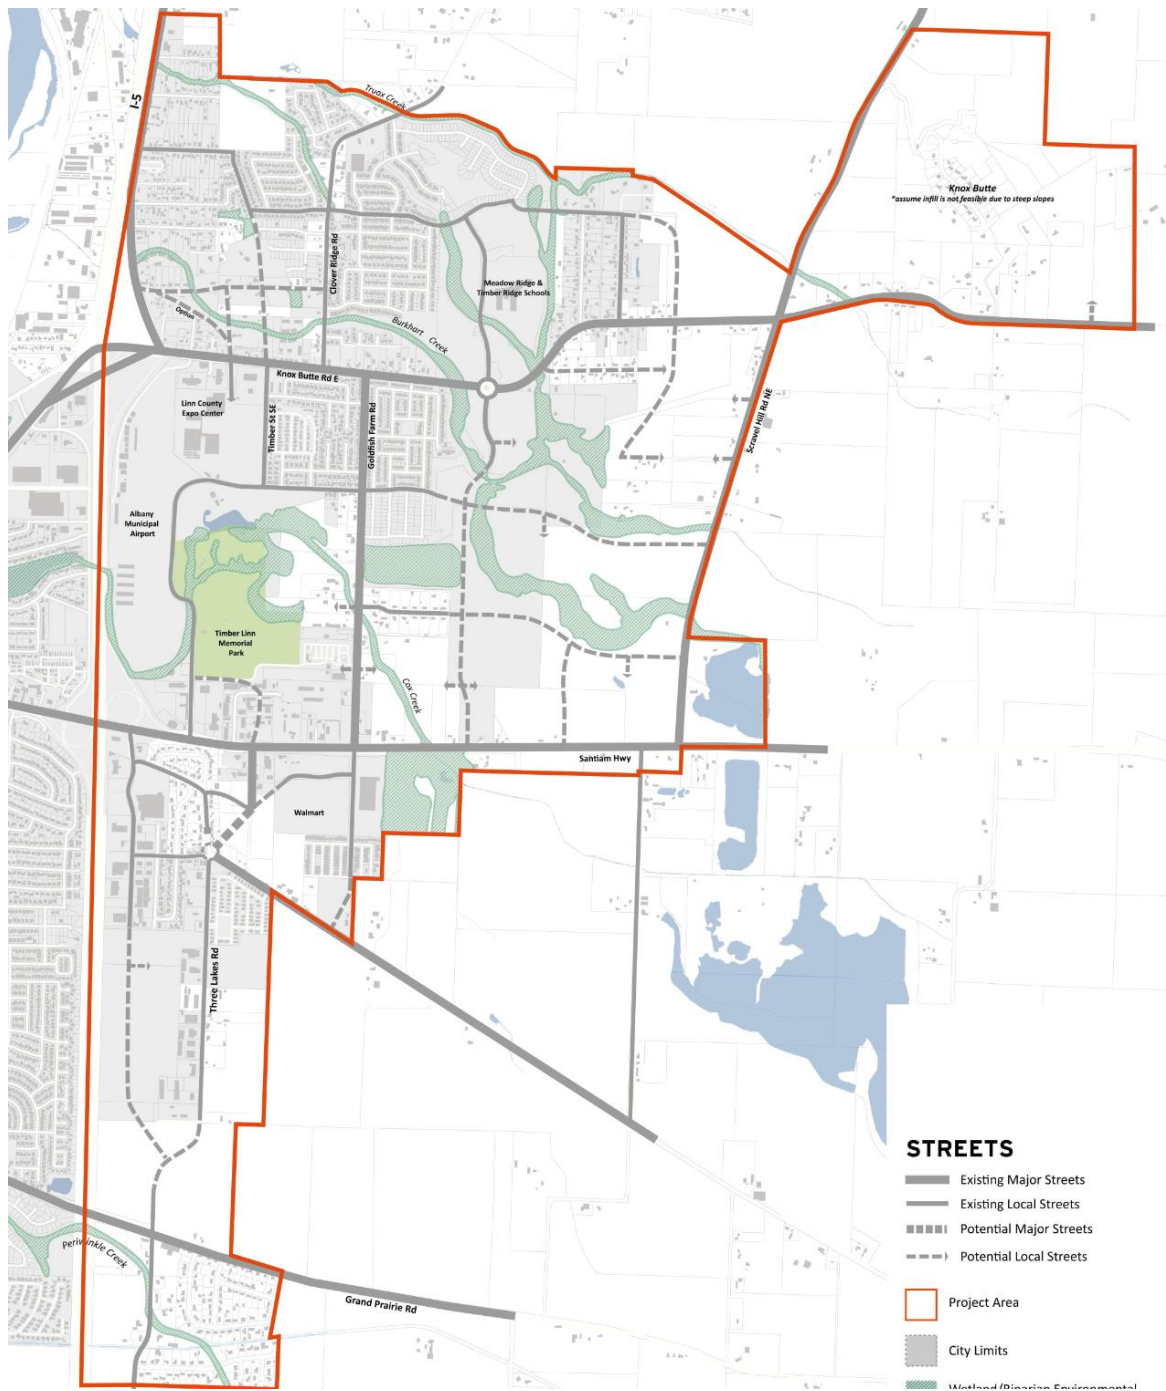 I-5
Truax Creek
Knox Butte
*assume infill is not feasible due to steep slopes
Clover Ridge Rd
Meadow Ridge &
Timber Ridge Schools
Option
Burkhart Creek
Knox Butte Rd E
Linn County
Expo Center
Timber St SE
Goldfish Farm Rd
Scravel Hill Rd NE
Albany
Municipal
Airport
Timber Linn
Memorial
Park
Cox Creek
Santiam Hwy
Walmart
Three Lakes Rd
Periwinkle Creek
Grand Prairie Rd
STREETS
Existing Major Streets
Existing Local Streets
Potential Major Streets
Potential Local Streets
Project Area
City Limits
Wetland/Riparian Environmental